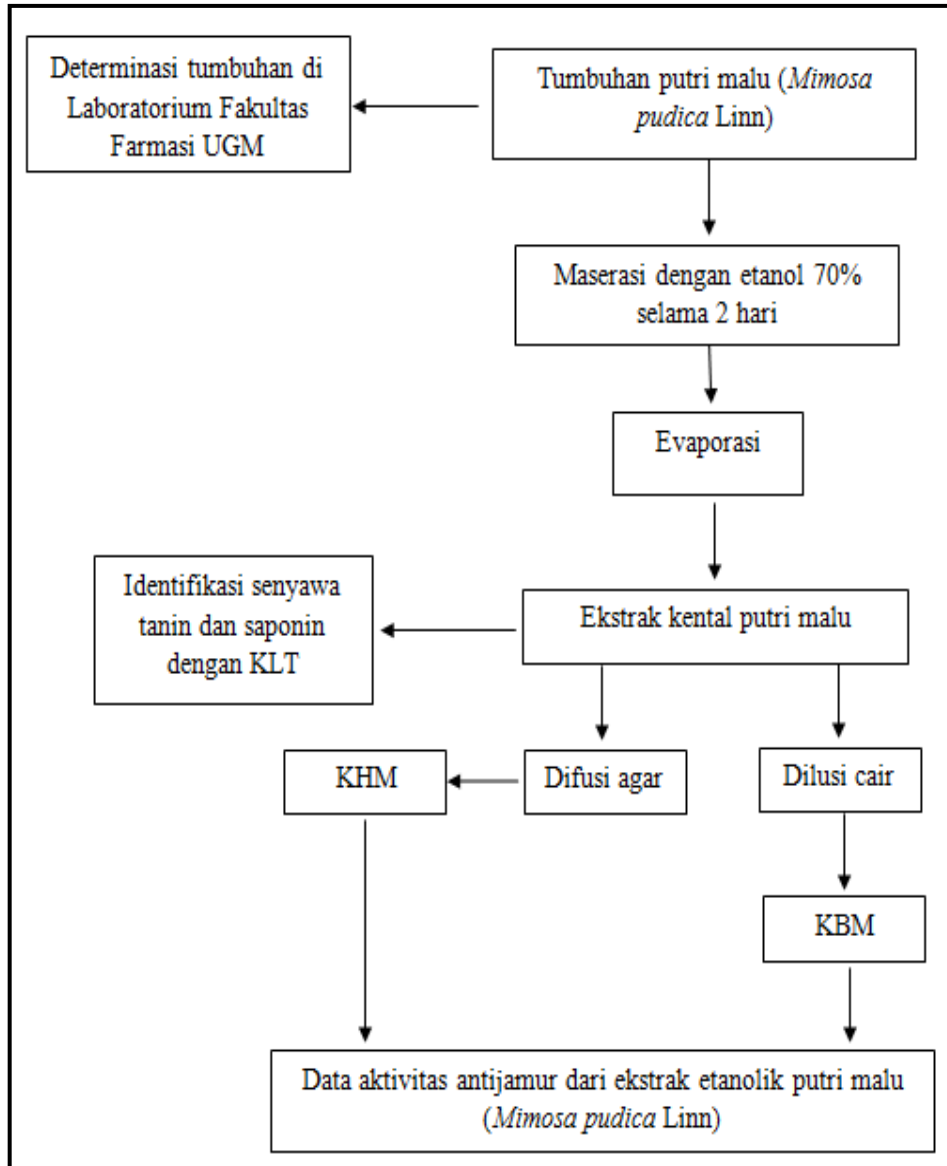 Determinasi tumbuhan di
Laboratorium Fakultas
Farmasi UGM
Tumbuhan putri malu (Mimosa
pudica Linn)
Maserasi dengan etanol 70%
selama 2 hari
Evaporasi
Identifikasi senyawa
tanin dan saponin
dengan KLT
Ekstrak kental putri malu
KHM
Difusi agar
Dilusi cair
KBM
Data aktivitas antijamur dari ekstrak etanolik putri malu
(Mimosa pudica Linn)